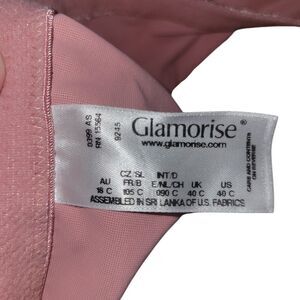 Glamorise®
www.glamorise.com
0399 AS
RN 15364
9245
CARE AND CONTENT
ON REVERSE
CZ/SL INT/D
AU FR/B E/NL/CH UK US
18 C 105 C 090 C 40 C 40 C
ASSEMBLED IN SRI LANKA OF U.S. FABRICS